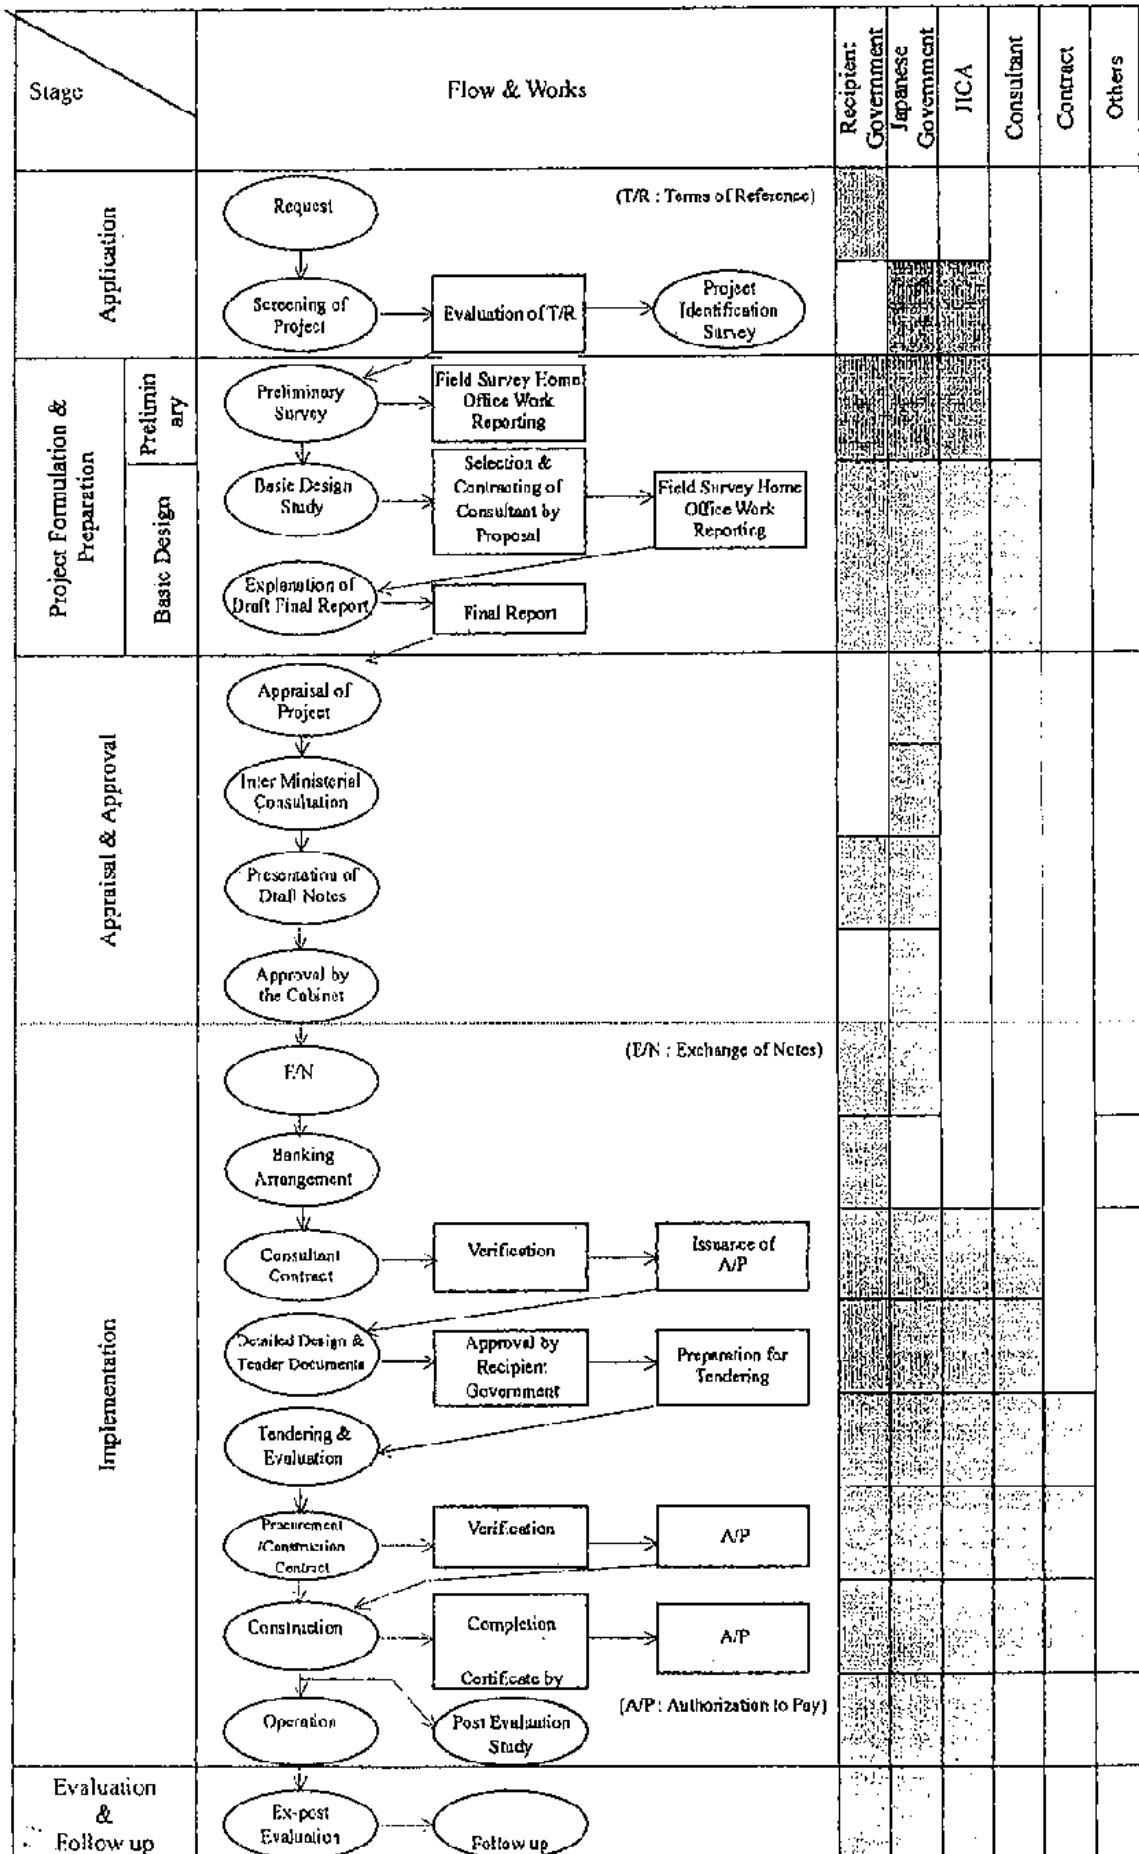 Stage
Flow & Works
Recipient
Government
Japanese
Government
JICA
Consultant
Contract
Others
Application
Request
(T/R : Terms of Reference)
Screening of
Project
Evaluation of T/R
Project
Identification
Survey
Project Formulation &
Preparation
Prelimin
ary
Preliminary
Survey
Field Survey Home
Office Work
Reporting
Basic Design
Basic Design
Study
Selection &
Contracting of
Consultant by
Proposal
Field Survey Home
Office Work
Reporting
Explanation of
Draft Final Report
Final Report
Appraisal & Approval
Appraisal of
Project
Inter Ministerial
Consultation
Presentation of
Draft Notes
Approval by
the Cabinet
Implementation
E/N
(E/N : Exchange of Notes)
Banking
Arrangement
Consultant
Contract
Verification
Issuance of
A/P
Detailed Design &
Tender Documents
Approval by
Recipient
Government
Preparation for
Tendering
Tendering &
Evaluation
Procurement
/Construction
Contract
Verification
A/P
Construction
Completion
Certificate by
A/P
(A/P : Authorization to Pay)
Operation
Post Evaluation
Study
Evaluation
&
Follow up
Ex-post
Evaluation
Follow up